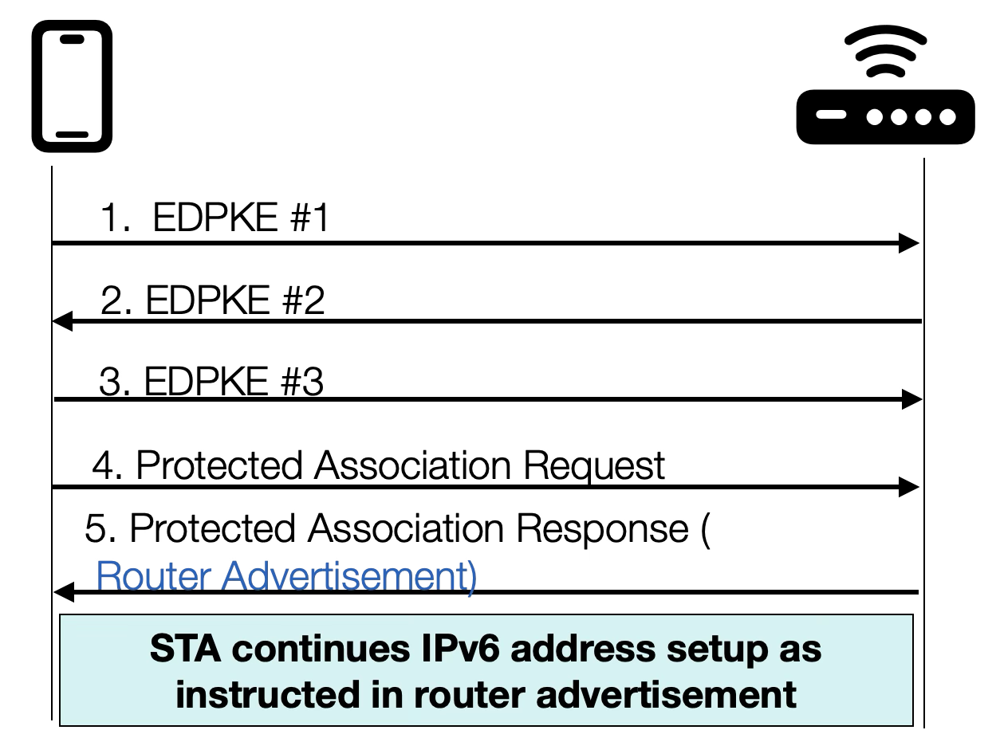 1. EDPKE #1
2. EDPKE #2
3. EDPKE #3
4. Protected Association Request
5. Protected Association Response (
Router Advertisement)
STA continues IPv6 address setup as
instructed in router advertisement